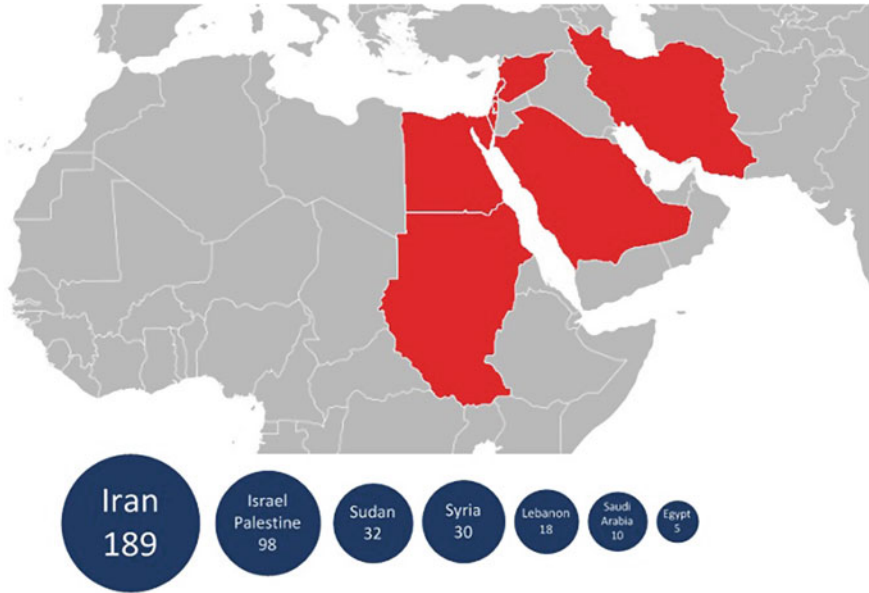 Iran
189
Israel
Palestine
98
Sudan
32
Syria
30
Lebanon
18
Saudi
Arabia
10
Egypt
5